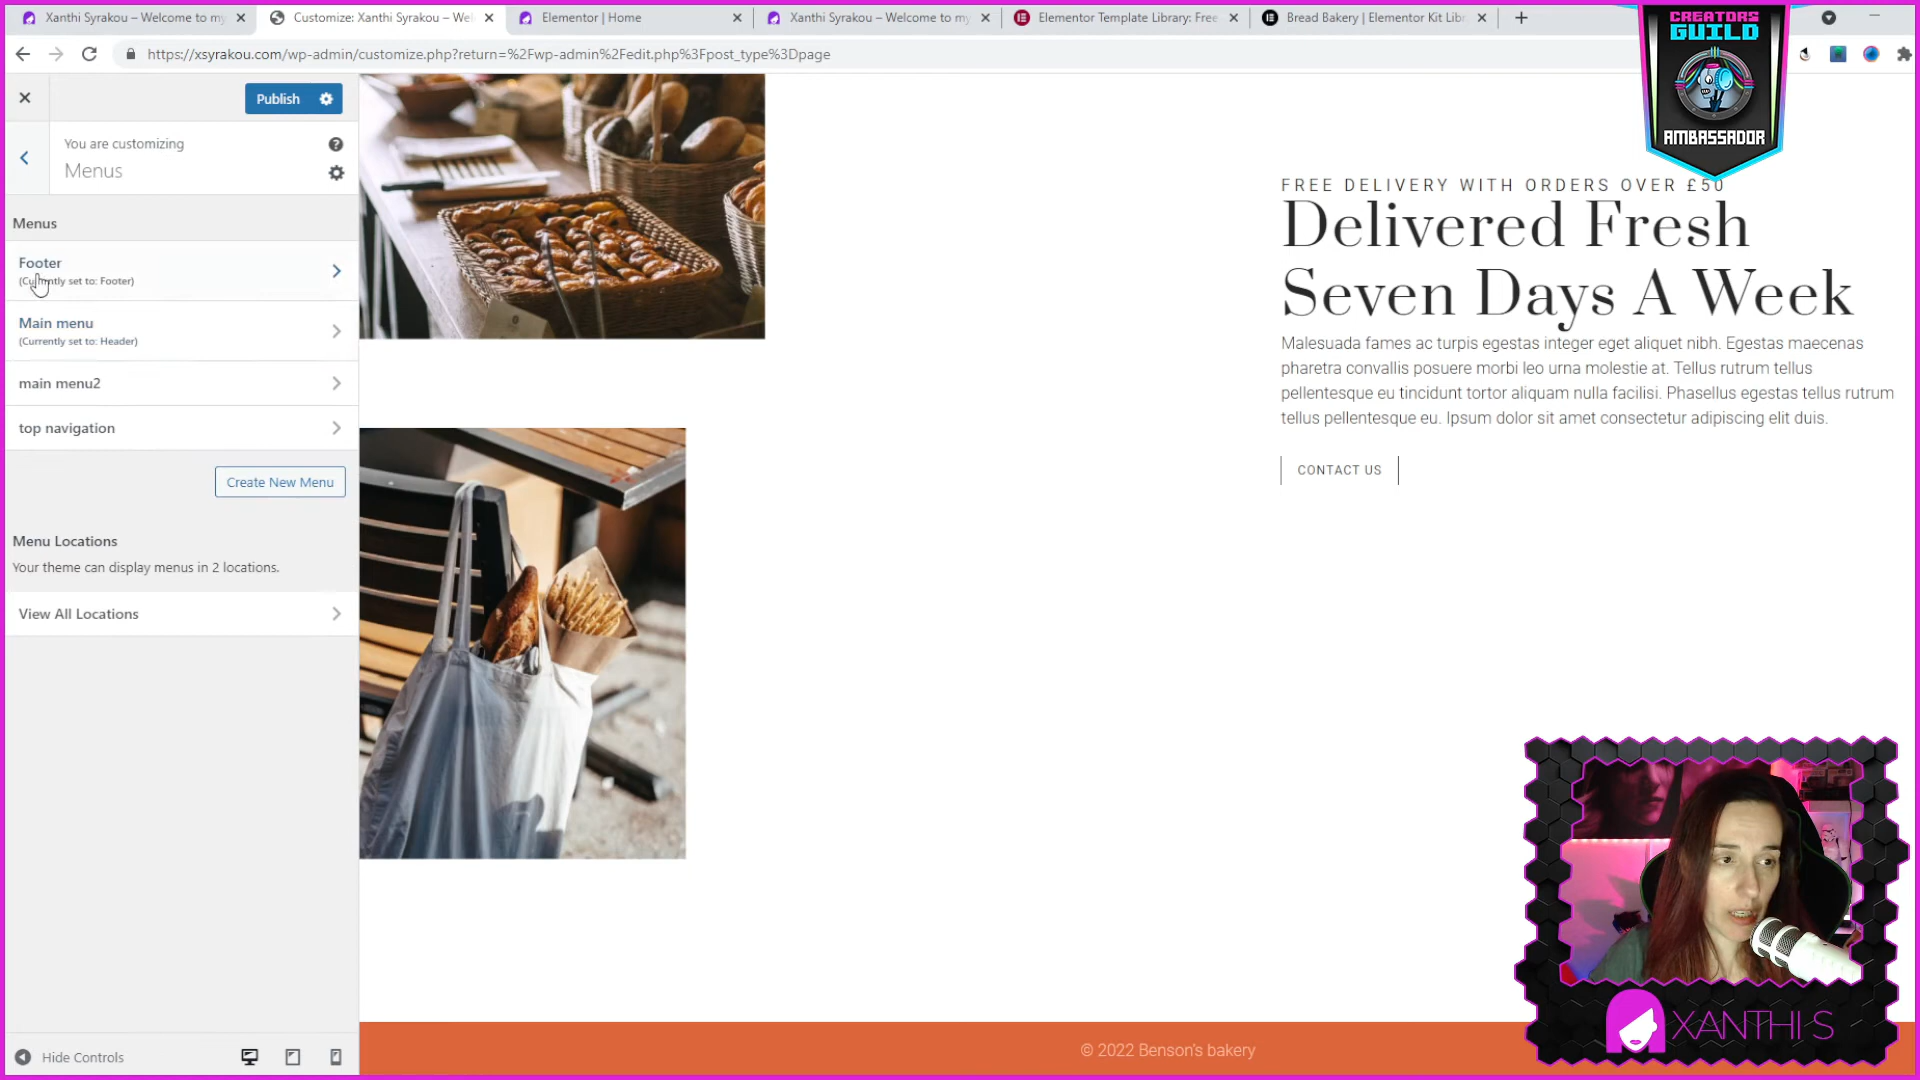 Xanthi Syrakou – Welcome to my
Customize: Xanthi Syrakou – Wel
Elementor | Home
Xanthi Syrakou – Welcome to my
Elementor Template Library: Free
Bread Bakery | Elementor Kit Libr
https://xsyrakou.com/wp-admin/customize.php?return=%2Fwp-admin%2Fedit.php%3Fpost_type%3Dpage
CREATORS
GUILD
AMBASSADOR
Publish
You are customizing
Menus
Menus
Footer
(Currently set to: Footer)
Main menu
(Currently set to: Header)
main menu2
top navigation
Create New Menu
Menu Locations
Your theme can display menus in 2 locations.
View All Locations
Hide Controls
FREE DELIVERY WITH ORDERS OVER £50
Delivered Fresh
Seven Days A Week
Malesuada fames ac turpis egestas integer eget aliquet nibh. Egestas maecenas
pharetra convallis posuere morbi leo urna molestie at. Tellus rutrum tellus
pellentesque eu tincidunt tortor aliquam nulla facilisi. Phasellus egestas tellus rutrum
tellus pellentesque eu. Ipsum dolor sit amet consectetur adipiscing elit duis.
CONTACT US
© 2022 Benson's bakery
XANTHI S